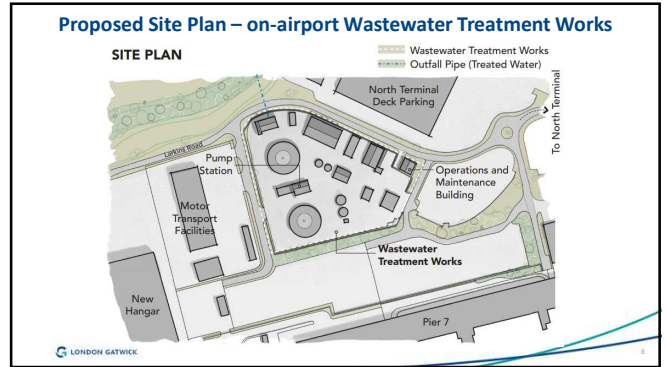 Proposed Site Plan – on-airport Wastewater Treatment Works
SITE PLAN
Wastewater Treatment Works
Outfall Pipe (Treated Water)
North Terminal
Deck Parking
To North Terminal
Larkins Road
Pump
Station
Operations and
Maintenance
Building
Motor
Transport
Facilities
Wastewater
Treatment Works
New
Hangar
Pier 7
LONDON GATWICK
8